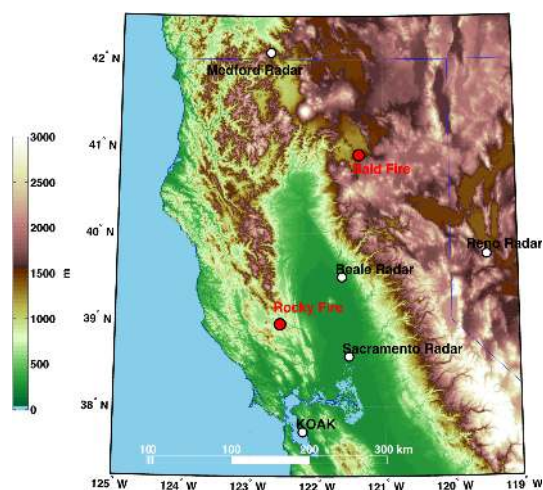 42°N
Medford Radar
3000
41°N
2500
Bald Fire
2000
40°N
Reno Radar
1500
m
Beale Radar
1000
39°N
Rocky Fire
500
Sacramento Radar
0
38°N
KOAK
100 0 100 200 300 km
125°W 124°W 123°W 122°W 121°W 120°W 119°W